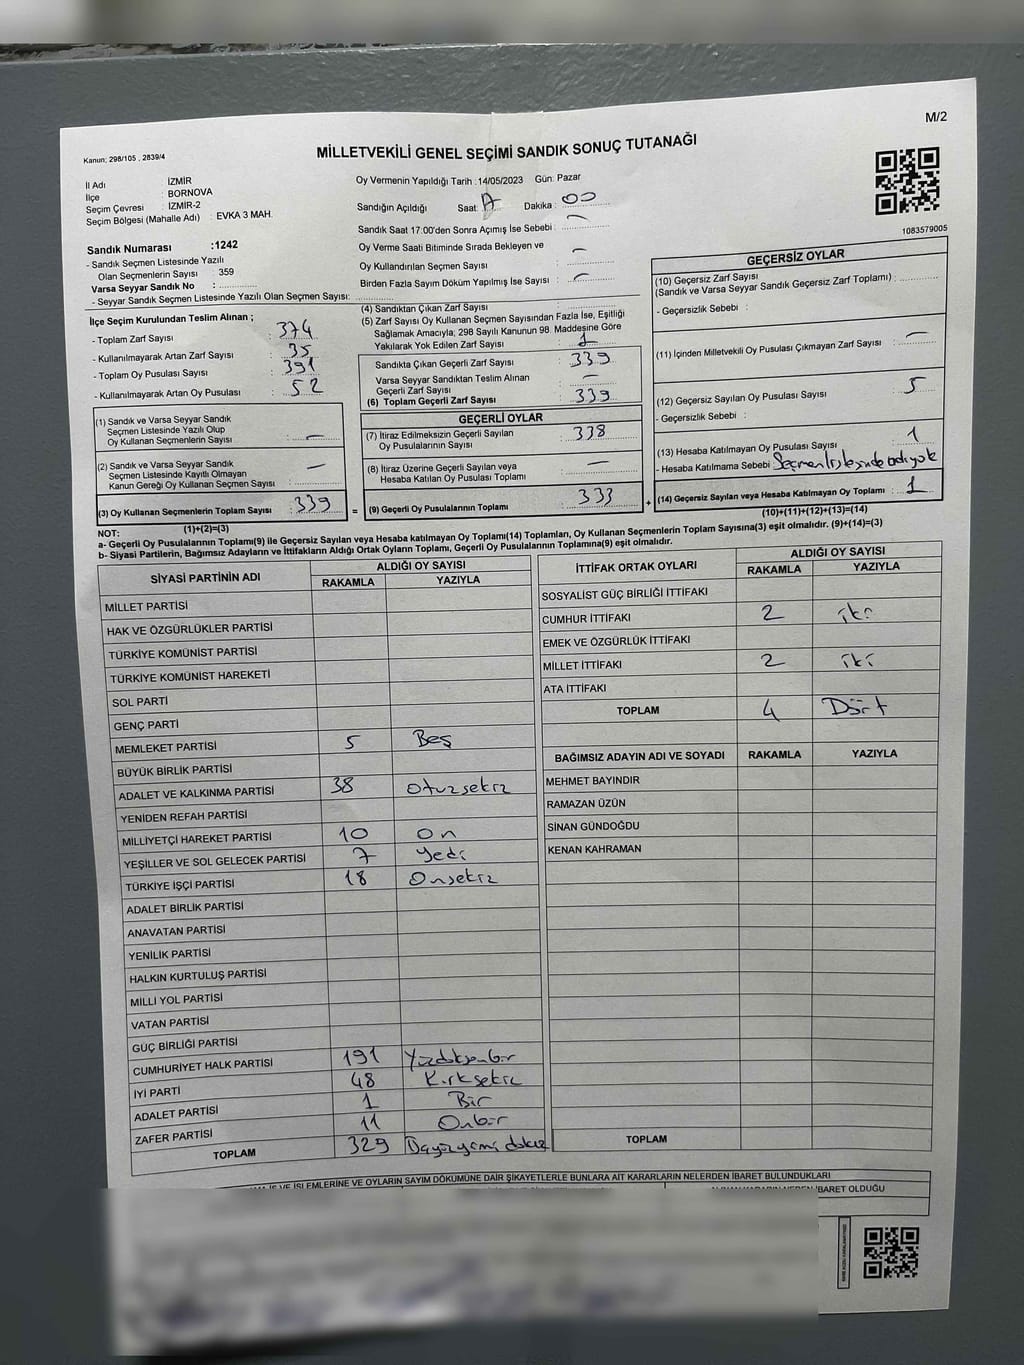 M/2
Kanun; 298/105 , 2839/4
MİLLETVEKİLİ GENEL SEÇİMİ SANDIK SONUÇ TUTANAĞI
İl Adı : İZMİR
İlçe : BORNOVA
Seçim Çevresi : IZMIR-2
Seçim Bölgesi (Mahalle Adı) : EVKA 3 MAH.
Oy Vermenin Yapıldığı Tarih :14/05/2023 Gün: Pazar
Sandığın Açıldığı Saat: Dakika : 00
Sandık Saat 17:00'den Sonra Açımış İse Sebebi : —
Oy Verme Saati Bitiminde Sırada Bekleyen ve
Oy Kullandırılan Seçmen Sayısı : —
Birden Fazla Sayım Döküm Yapılmış İse Sayısı : —
1083579005
Sandık Numarası :1242
- Sandık Seçmen Listesinde Yazılı
Olan Seçmenlerin Sayısı : 359
Varsa Seyyar Sandık No :
- Seyyar Sandık Seçmen Listesinde Yazılı Olan Seçmen Sayısı:
İlçe Seçim Kurulundan Teslim Alınan ;
- Toplam Zarf Sayısı : 374
- Kullanılmayarak Artan Zarf Sayısı : 35
- Toplam Oy Pusulası Sayısı : 391
- Kullanılmayarak Artan Oy Pusulası : 52
(1) Sandık ve Varsa Seyyar Sandık
Seçmen Listesinde Yazılı Olup
Oy Kullanan Seçmenlerin Sayısı : —
(2) Sandık ve Varsa Seyyar Sandık
Seçmen Listesinde Kayıtlı Olmayan
Kanun Gereği Oy Kullanan Seçmen Sayısı : —
(3) Oy Kullanan Seçmenlerin Toplam Sayısı : 339
(1)+(2)=(3)
(4) Sandıktan Çıkan Zarf Sayısı :
(5) Zarf Sayısı Oy Kullanan Seçmen Sayısından Fazla İse, Eşitliği
Sağlamak Amacıyla, 298 Sayılı Kanunun 98. Maddesine Göre
Yakılarak Yok Edilen Zarf Sayısı : 1
Sandıkta Çıkan Geçerli Zarf Sayısı : 339
Varsa Seyyar Sandıktan Teslim Alınan
Geçerli Zarf Sayısı : —
(6) Toplam Geçerli Zarf Sayısı : 339
GEÇERLİ OYLAR
(7) İtiraz Edilmeksizin Geçerli Sayılan
Oy Pusulalarının Sayısı : 338
(8) İtiraz Üzerine Geçerli Sayılan veya
Hesaba Katılan Oy Pusulası Toplamı : —
= (9) Geçerli Oy Pusulalarının Toplamı : 333 +
GEÇERSİZ OYLAR
(10) Geçersiz Zarf Sayısı
(Sandık ve Varsa Seyyar Sandık Geçersiz Zarf Toplamı) :
- Geçersizlik Sebebi :
(11) İçinden Milletvekili Oy Pusulası Çıkmayan Zarf Sayısı : —
(12) Geçersiz Sayılan Oy Pusulası Sayısı : 5
- Geçersizlik Sebebi :
(13) Hesaba Katılmayan Oy Pusulası Sayısı : 1
- Hesaba Katılmama Sebebi : Seçmen listesinde adı yok
(14) Geçersiz Sayılan veya Hesaba Katılmayan Oy Toplamı : 1
(10)+(11)+(12)+(13)=(14)
NOT:
a- Geçerli Oy Pusulalarının Toplamı(9) ile Geçersiz Sayılan veya Hesaba katılmayan Oy Toplamı(14) Toplamları, Oy Kullanan Seçmenlerin Toplam Sayısına(3) eşit olmalıdır. (9)+(14)=(3)
b- Siyasi Partilerin, Bağımsız Adayların ve İttifakların Aldığı Ortak Oyların Toplamı, Geçerli Oy Pusulalarının Toplamına(9) eşit olmalıdır.
SİYASİ PARTİNİN ADI ALDIĞI OY SAYISI
RAKAMLA YAZIYLA
MİLLET PARTİSİ
HAK VE ÖZGÜRLÜKLER PARTİSİ
TÜRKİYE KOMÜNİST PARTİSİ
TÜRKİYE KOMÜNİST HAREKETİ
SOL PARTİ
GENÇ PARTİ
MEMLEKET PARTİSİ 5 Beş
BÜYÜK BİRLİK PARTİSİ
ADALET VE KALKINMA PARTİSİ 38 otuzsekiz
YENİDEN REFAH PARTİSİ
MİLLİYETÇİ HAREKET PARTİSİ 10 on
YEŞİLLER VE SOL GELECEK PARTİSİ 7 yedi
TÜRKİYE İŞÇİ PARTİSİ 18 Onsekiz
ADALET BİRLİK PARTİSİ
ANAVATAN PARTİSİ
YENİLİK PARTİSİ
HALKIN KURTULUŞ PARTİSİ
MİLLİ YOL PARTİSİ
VATAN PARTİSİ
GÜÇ BİRLİĞİ PARTİSİ
CUMHURİYET HALK PARTİSİ 191 Yüzdoksanbir
İYİ PARTİ 48 Kırksekiz
ADALET PARTİSİ 1 Bir
ZAFER PARTİSİ 11 Onbir
TOPLAM 329
İTTİFAK ORTAK OYLARI ALDIĞI OY SAYISI
RAKAMLA YAZIYLA
SOSYALİST GÜÇ BİRLİĞİ İTTİFAKI
CUMHUR İTTİFAKI 2 iki
EMEK VE ÖZGÜRLÜK İTTİFAKI
MİLLET İTTİFAKI 2 iki
ATA İTTİFAKI
TOPLAM 4 Dört
BAĞIMSIZ ADAYIN ADI VE SOYADI RAKAMLA YAZIYLA
MEHMET BAYINDIR
RAMAZAN ÜZÜN
SİNAN GÜNDOĞDU
KENAN KAHRAMAN
TOPLAM
VE İŞLEMLERİNE VE OYLARIN SAYIM DÖKÜMÜNE DAİR ŞİKAYETLERLE BUNLARA AİT KARARLARIN NELERDEN İBARET BULUNDUKLARI
İBARET OLDUĞU